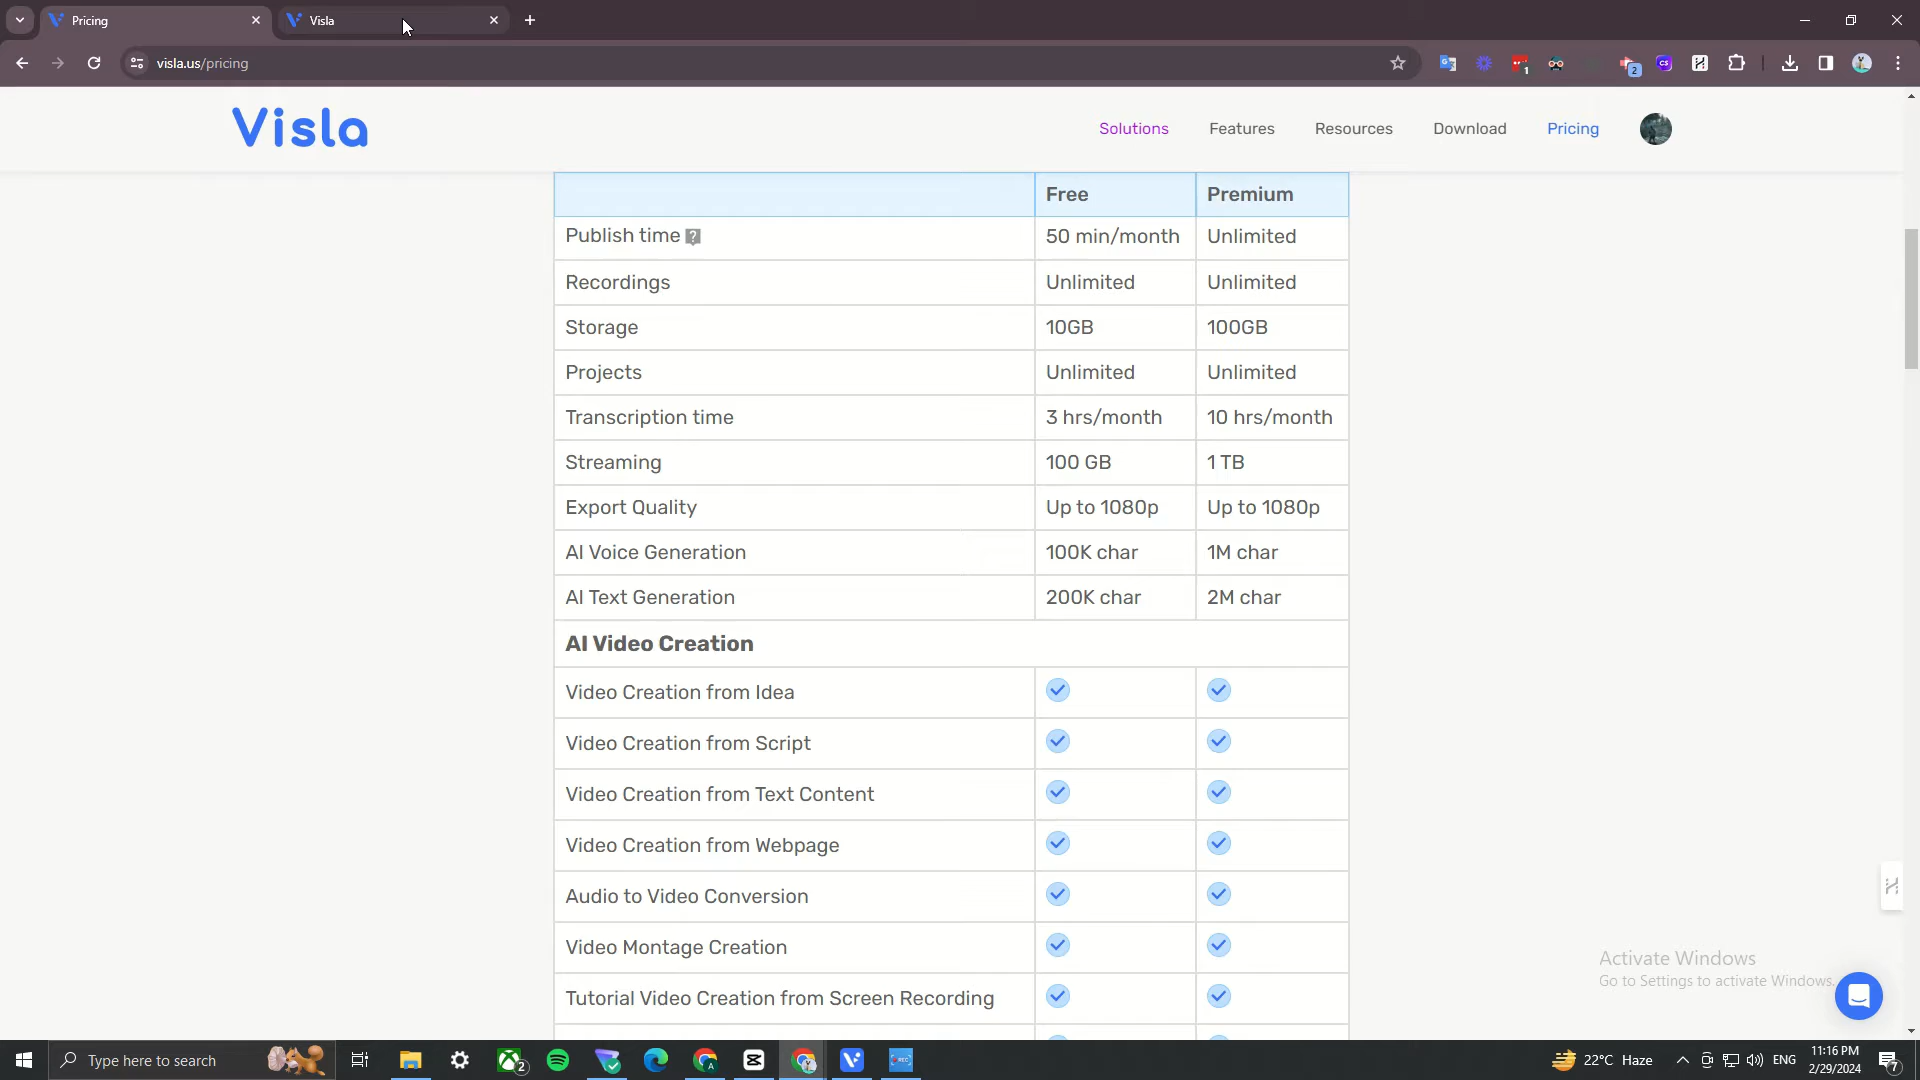 Pricing
Visla
visla.us/pricing
1
2
CS
Visla
Solutions
Features
Resources
Download
Pricing
Free
Premium
Publish time ?
50 min/month
Unlimited
Recordings
Unlimited
Unlimited
Storage
10GB
100GB
Projects
Unlimited
Unlimited
Transcription time
3 hrs/month
10 hrs/month
Streaming
100 GB
1 TB
Export Quality
Up to 1080p
Up to 1080p
AI Voice Generation
100K char
1M char
AI Text Generation
200K char
2M char
AI Video Creation
Video Creation from Idea
Video Creation from Script
Video Creation from Text Content
Video Creation from Webpage
Audio to Video Conversion
Video Montage Creation
Tutorial Video Creation from Screen Recording
Activate Windows
Go to Settings to activate Windows.
Type here to search
2
A
REC
22°C Haze
ENG
11:16 PM
2/29/2024
7